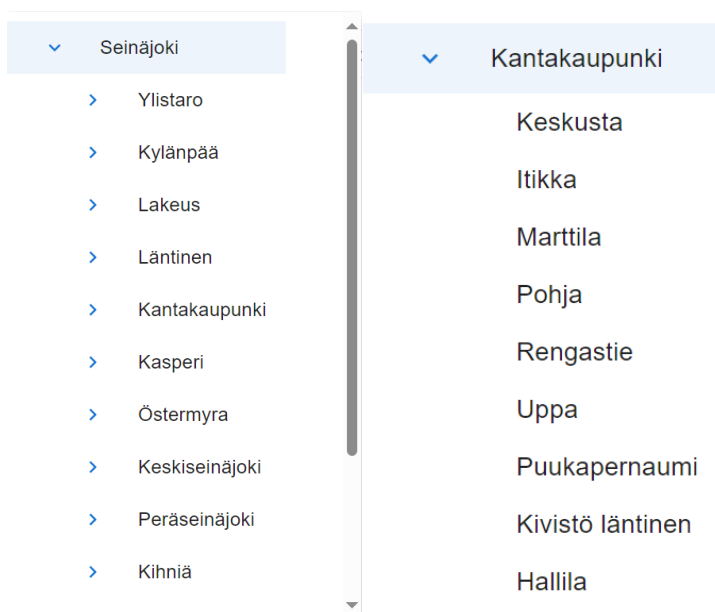 Seinäjoki
Ylistaro
Kylänpää
Lakeus
Läntinen
Kantakaupunki
Kasperi
Östermyra
Keskiseinäjoki
Peräseinäjoki
Kihniä
Kantakaupunki
Keskusta
Itikka
Marttila
Pohja
Rengastie
Uppa
Puukapernaumi
Kivistö läntinen
Hallila